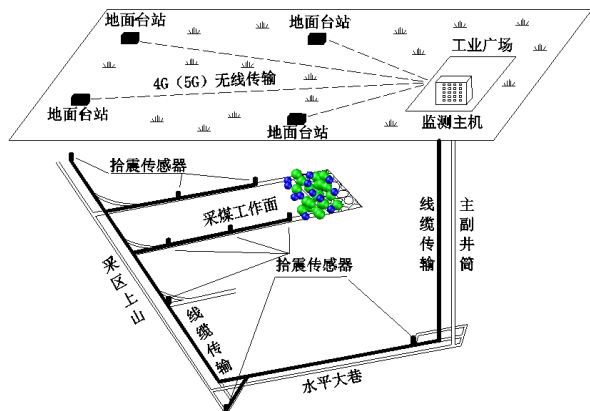 地面台站
地面台站
工业广场
4G（5G）无线传输
地面台站
地面台站
监测主机
拾震传感器
采煤工作面
线缆传输
主副井筒
拾震传感器
采区上山
线缆传输
水平大巷